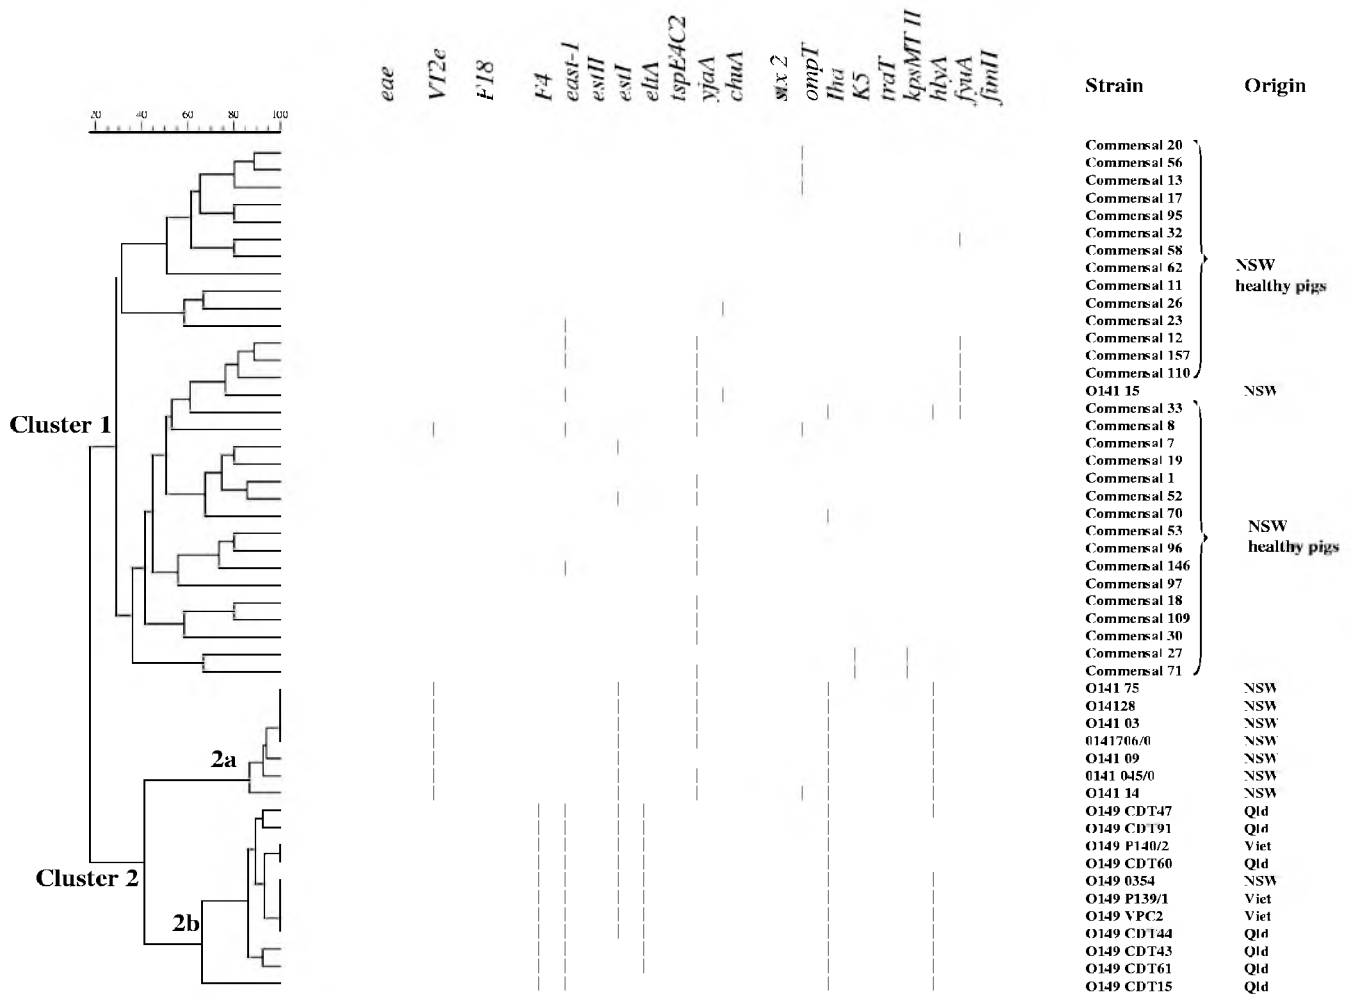 eae
VT2e
F18
F4
east-1
estII
estI
eltA
tspE4C2
yjaA
chuA
stx 2
ompT
Iha
K5
traT
kpsMT II
hlyA
fyuA
fimH
Strain Origin
20 40 60 80 100
Commensal 20
Commensal 56
Commensal 13
Commensal 17
Commensal 95
Commensal 32
Commensal 58
Commensal 62
NSW
healthy pigs
Commensal 11
Commensal 26
Commensal 23
Commensal 12
Commensal 157
Commensal 110
O141 15 NSW
Cluster 1
Commensal 33
Commensal 8
Commensal 7
Commensal 19
Commensal 1
Commensal 52
Commensal 70
Commensal 53
NSW
healthy pigs
Commensal 96
Commensal 146
Commensal 97
Commensal 18
Commensal 109
Commensal 30
Commensal 27
Commensal 71
O141 75 NSW
O14128 NSW
O141 03 NSW
0141706/0 NSW
2a
O141 09 NSW
0141 045/0 NSW
O141 14 NSW
O149 CDT47 Qld
O149 CDT91 Qld
O149 P140/2 Viet
O149 CDT60 Qld
Cluster 2
O149 0354 NSW
O149 P139/1 Viet
O149 VPC2 Viet
2b
O149 CDT44 Qld
O149 CDT43 Qld
O149 CDT61 Qld
O149 CDT15 Qld